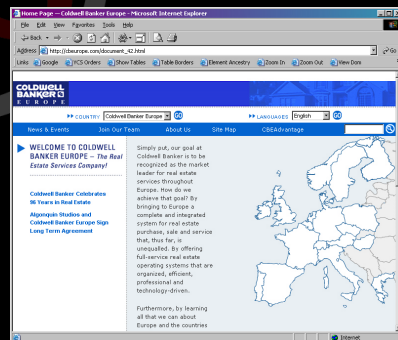 Home Page -- Coldwell Banker Europe - Microsoft Internet Explorer
File Edit View Favorites Tools Help
Back
Address http://cbeurope.com/document_42.html Go
Links Google YCS Orders Show Tables Table Borders Element Ancestry Zoom In Zoom Out View Dom
COLDWELL
BANKER
EUROPE
COUNTRY Coldwell Banker Europe GO LANGUAGES English GO
News & Events Join Our Team About Us Site Map CBEAdvantage
WELCOME TO COLDWELL
BANKER EUROPE – The Real
Estate Services Company!
Coldwell Banker Celebrates
96 Years in Real Estate
Algonquin Studios and
Coldwell Banker Europe Sign
Long Term Agreement
Simply put, our goal at
Coldwell Banker is to be
recognized as the market
leader for real estate
services throughout
Europe. How do we
achieve that goal? By
bringing to Europe a
complete and integrated
system for real estate
purchase, sale and service
that, thus far, is
unequalled. By offering
full-service real estate
operating systems that are
organized, efficient,
professional and
technology-driven.
Furthermore, by learning
all that we can about
Europe and the countries
Internet